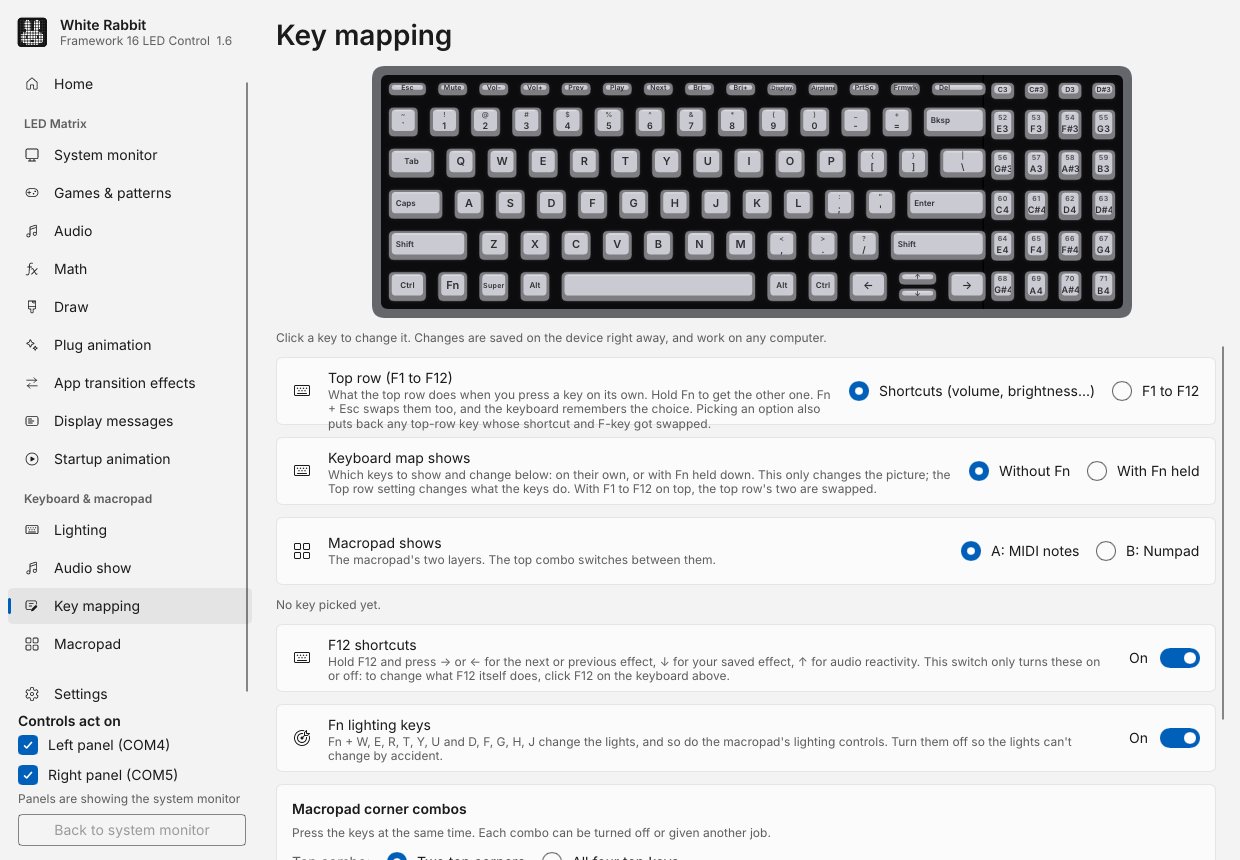 White Rabbit
Framework 16 LED Control 1.6
Home
LED Matrix
System monitor
Games & patterns
Audio
Math
Draw
Plug animation
App transition effects
Display messages
Startup animation
Keyboard & macropad
Lighting
Audio show
Key mapping
Macropad
Settings
Controls act on
Left panel (COM4)
Right panel (COM5)
Panels are showing the system monitor
Back to system monitor
Key mapping
Esc Mute Vol- Vol+ Prev Play Next Bri- Bri+ Display Airplane PrtSc Frmwk Del C3 C#3 D3 D#3
~ ! @ # $ % ^ & * ( ) _ +
` 1 2 3 4 5 6 7 8 9 0 - = Bksp
52 53 54 55
E3 F3 F#3 G3
Tab Q W E R T Y U I O P { [ } ] | \
56 57 58 59
G#3 A3 A#3 B3
Caps A S D F G H J K L : ; " ' Enter
60 61 62 63
C4 C#4 D4 D#4
Shift Z X C V B N M < , > . ? / Shift
64 65 66 67
E4 F4 F#4 G4
Ctrl Fn Super Alt Alt Ctrl ← ↑ ↓ →
68 69 70 71
G#4 A4 A#4 B4
Click a key to change it. Changes are saved on the device right away, and work on any computer.
Top row (F1 to F12)
What the top row does when you press a key on its own. Hold Fn to get the other one. Fn
+ Esc swaps them too, and the keyboard remembers the choice. Picking an option also
puts back any top-row key whose shortcut and F-key got swapped.
Shortcuts (volume, brightness...)
F1 to F12
Keyboard map shows
Which keys to show and change below: on their own, or with Fn held down. This only changes the picture; the
Top row setting changes what the keys do. With F1 to F12 on top, the top row's two are swapped.
Without Fn
With Fn held
Macropad shows
The macropad's two layers. The top combo switches between them.
A: MIDI notes
B: Numpad
No key picked yet.
F12 shortcuts
Hold F12 and press → or ← for the next or previous effect, ↓ for your saved effect, ↑ for audio reactivity. This switch only turns these on
or off: to change what F12 itself does, click F12 on the keyboard above.
On
Fn lighting keys
Fn + W, E, R, T, Y, U and D, F, G, H, J change the lights, and so do the macropad's lighting controls. Turn them off so the lights can't
change by accident.
On
Macropad corner combos
Press the keys at the same time. Each combo can be turned off or given another job.
Top combo: Two top corners All four top keys